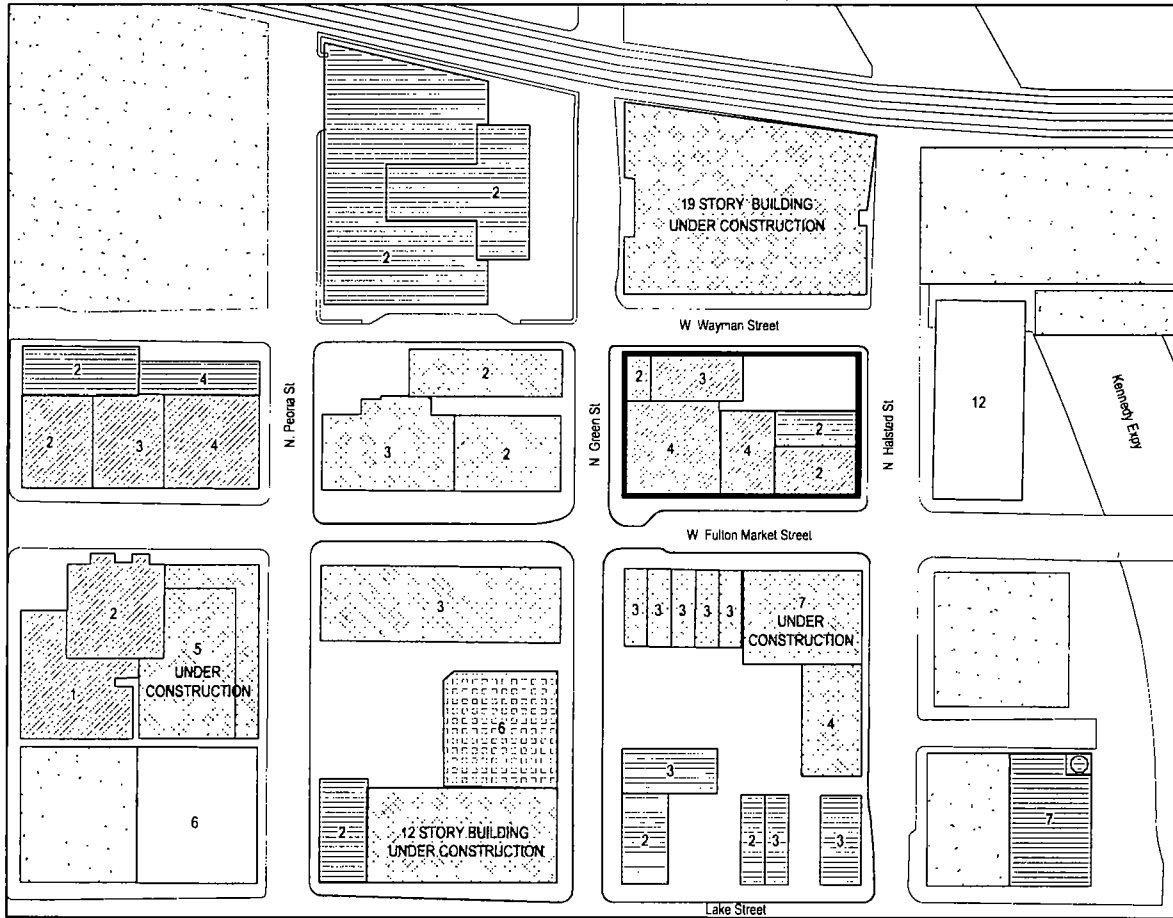 2
2
19 STORY BUILDING
UNDER CONSTRUCTION
W Wayman Street
2
4
2
3
4
N. Peoria St
2
3
2
N Green St
2
3
4
4
2
2
N Halsted St
12
Kennedy Expy
W Fulton Market Street
2
1
5
UNDER
CONSTRUCTION
6
3
6
2
12 STORY BUILDING
UNDER CONSTRUCTION
3
3
3
3
3
7
UNDER
CONSTRUCTION
4
3
2
2
3
3
7
Lake Street